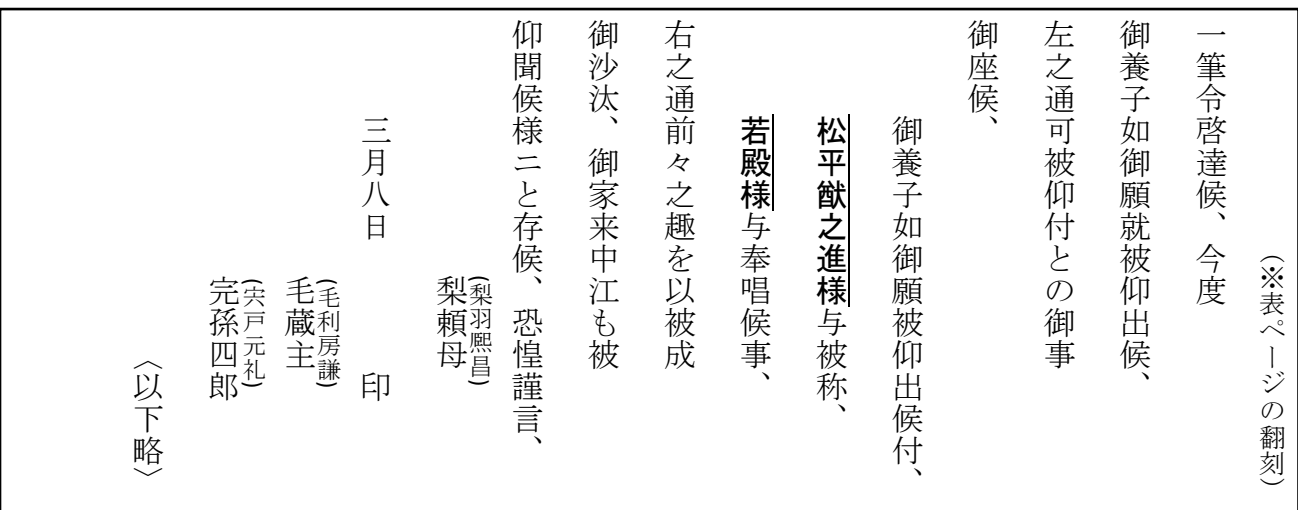 （※表ページの翻刻）
一筆令啓達候、今度
御養子如御願就被仰出候、
左之通可被仰付との御事
御座候、
御養子如御願被仰出候付、
松平猷之進様与被称、
若殿様与奉唱候事、
右之通前々之趣を以被成
御沙汰、御家来中江も被
仰聞候様ニと存候、恐惶謹言、
(梨羽熈昌)
梨頼母
三月八日　印
(毛利房謙)
毛蔵主
(宍戸元礼)
完孫四郎
〈以下略〉